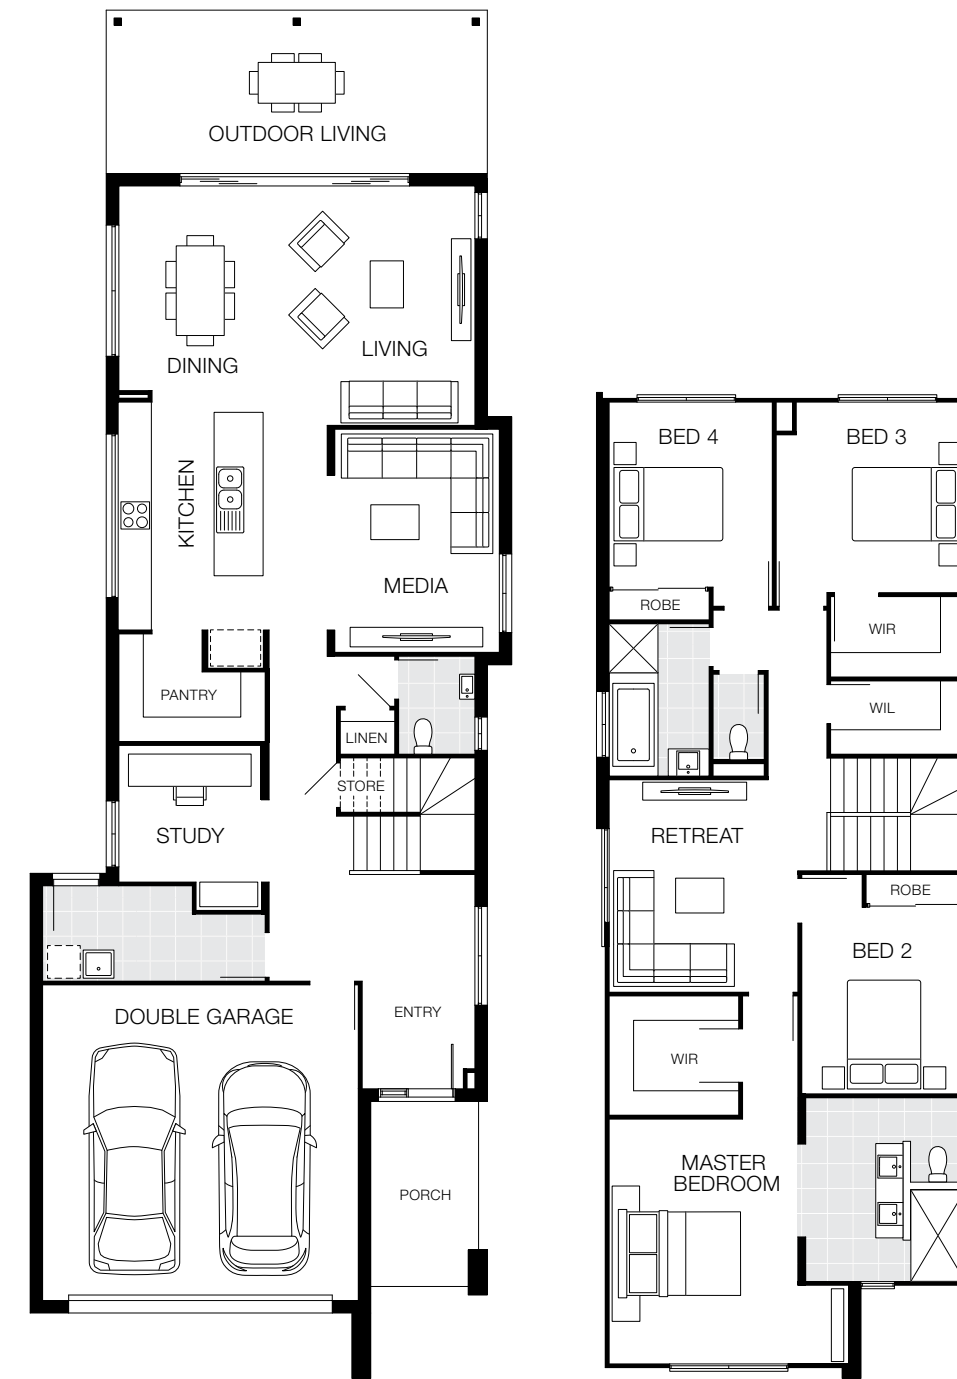 OUTDOOR LIVING
DINING
LIVING
KITCHEN
MEDIA
PANTRY
LINEN
STORE
STUDY
ENTRY
DOUBLE GARAGE
PORCH
BED 4
BED 3
ROBE
WIR
WIL
RETREAT
ROBE
BED 2
WIR
MASTER
BEDROOM